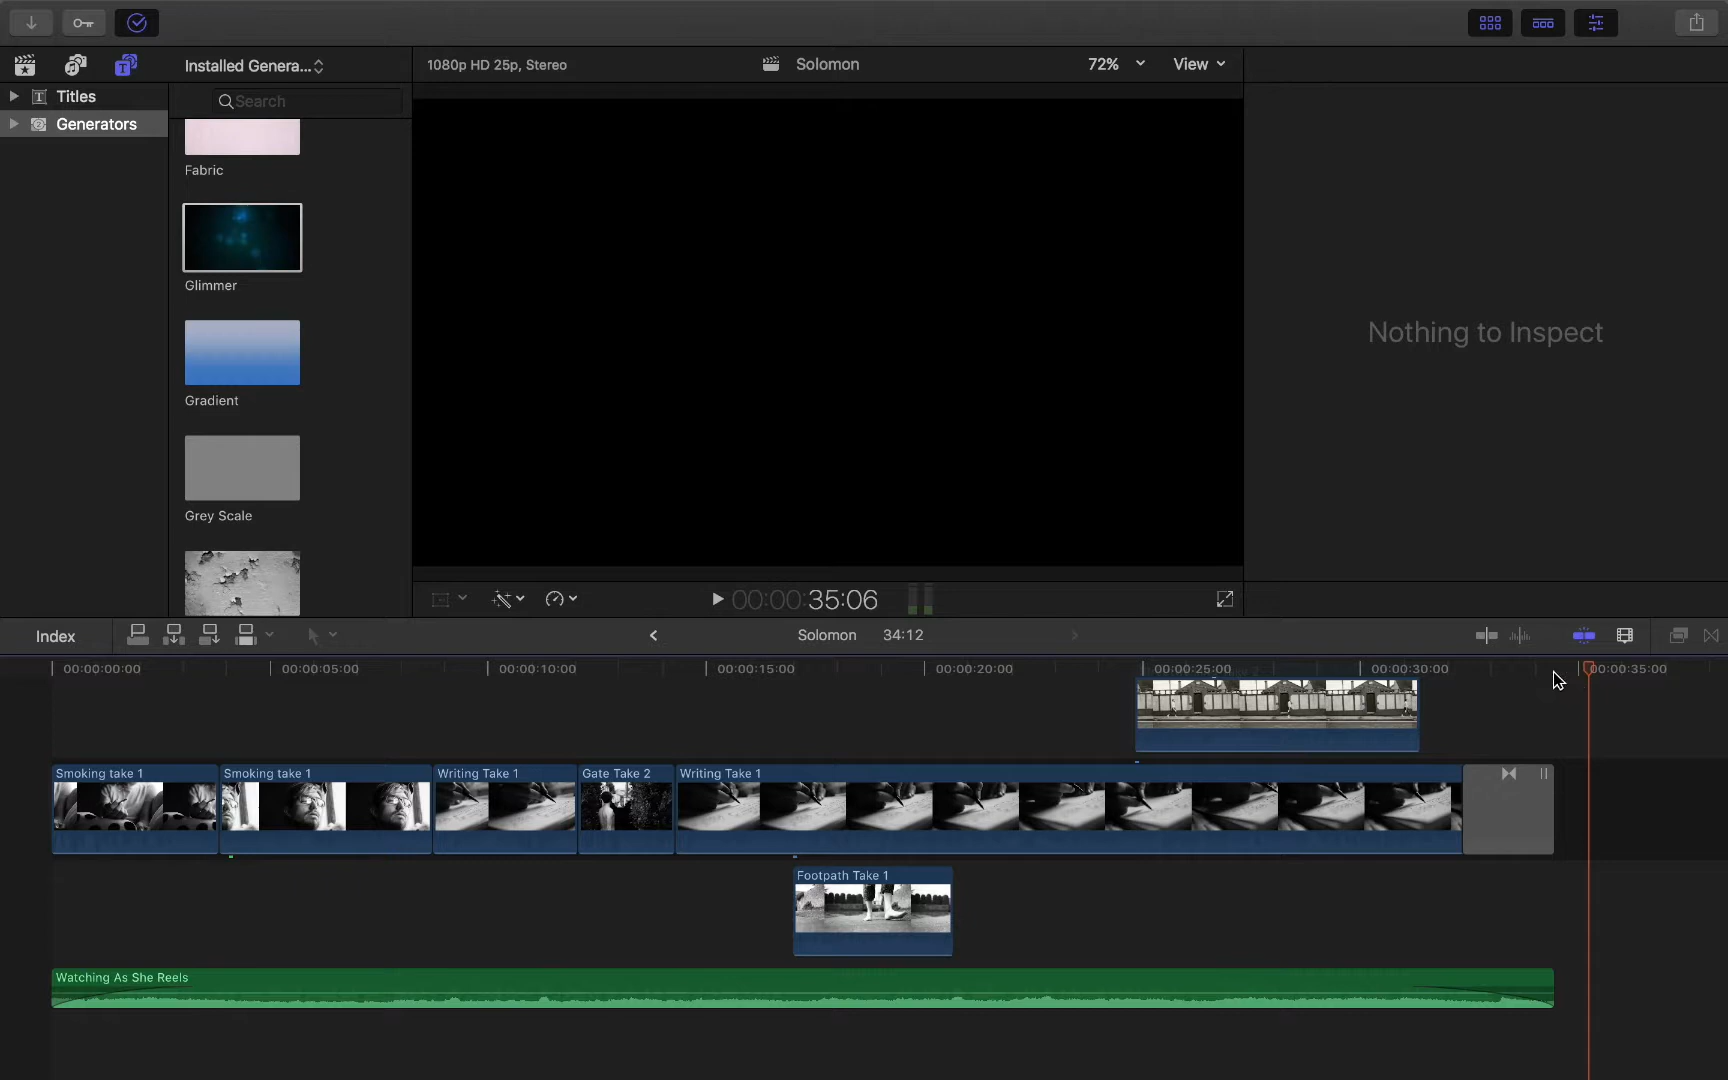 Installed Genera...
1080p HD 25p, Stereo
Solomon
72%
View
Titles
Search
Generators
Fabric
Glimmer
Gradient
Grey Scale
Nothing to Inspect
00:00:35:06
Index
Solomon
34:12
00:00:00:00
00:00:05:00
00:00:10:00
00:00:15:00
00:00:20:00
00:00:25:00
00:00:30:00
00:00:35:00
Smoking take 1
Smoking take 1
Writing Take 1
Gate Take 2
Writing Take 1
Footpath Take 1
Watching As She Reels